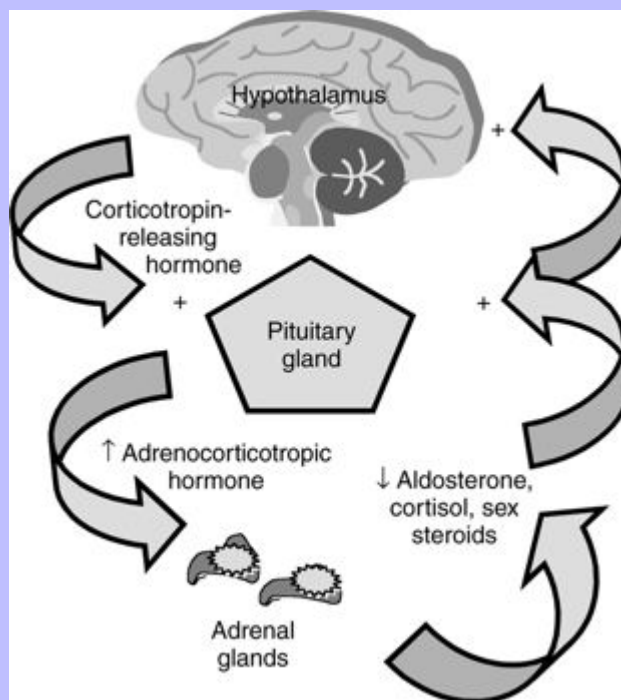 Hypothalamus
+
Corticotropin-
releasing
hormone
+
+
Pituitary
gland
↑ Adrenocorticotropic
hormone
↓ Aldosterone,
cortisol, sex
steroids
Adrenal
glands